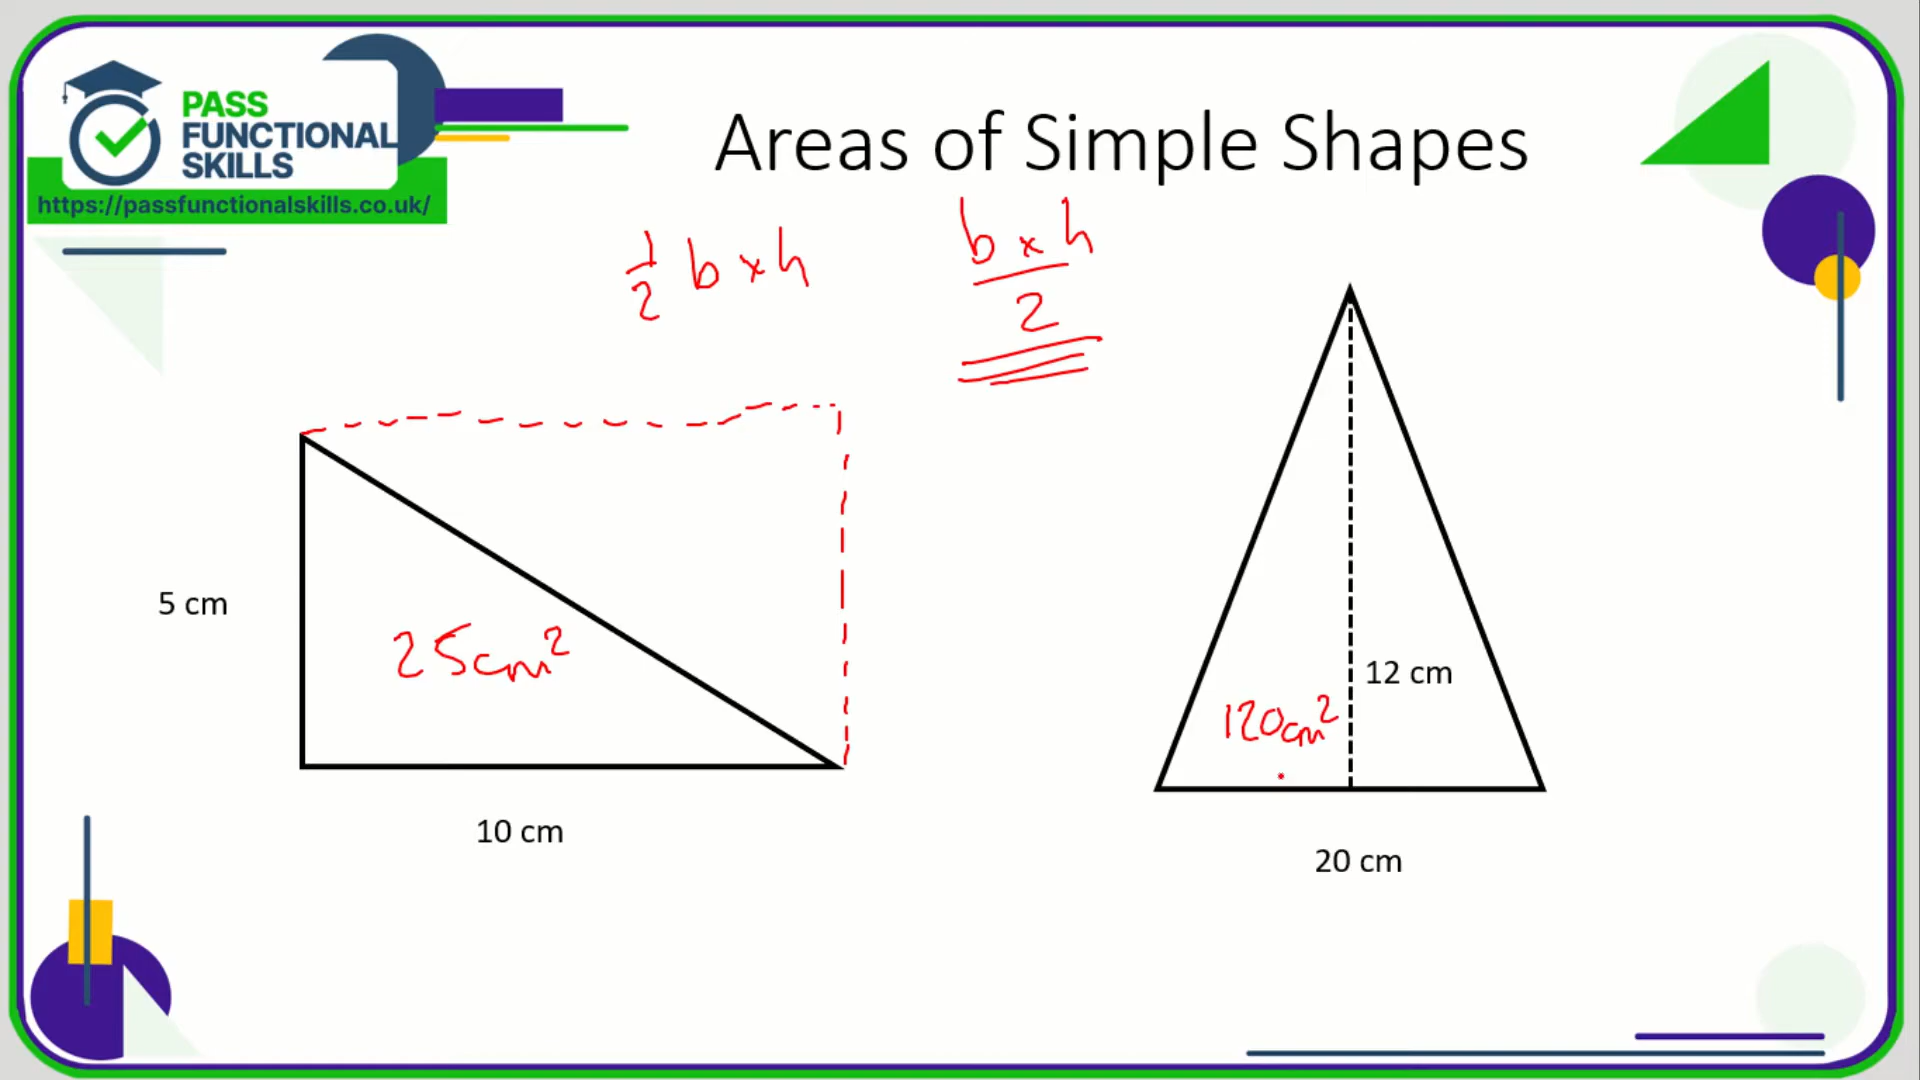 PASS
FUNCTIONAL
SKILLS
https://passfunctionalskills.co.uk/
Areas of Simple Shapes
1/2 b × h
b × h
2
5 cm
25cm²
10 cm
12 cm
120cm²
20 cm